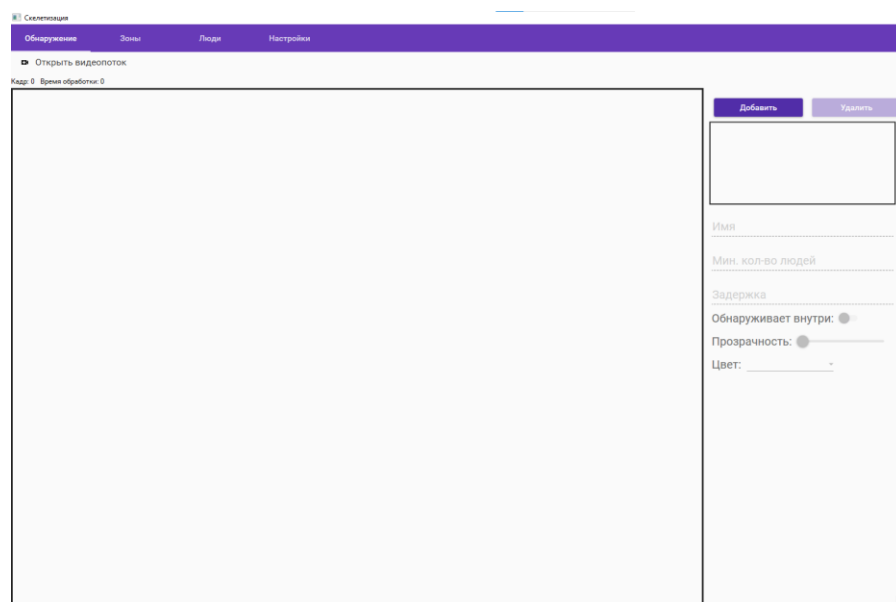 Скелетизация
Обнаружение Зоны Люди Настройки
Открыть видеопоток
Кадр: 0 Время обработки: 0
Добавить Удалить
Имя
Мин. кол-во людей
Задержка
Обнаруживает внутри:
Прозрачность:
Цвет: